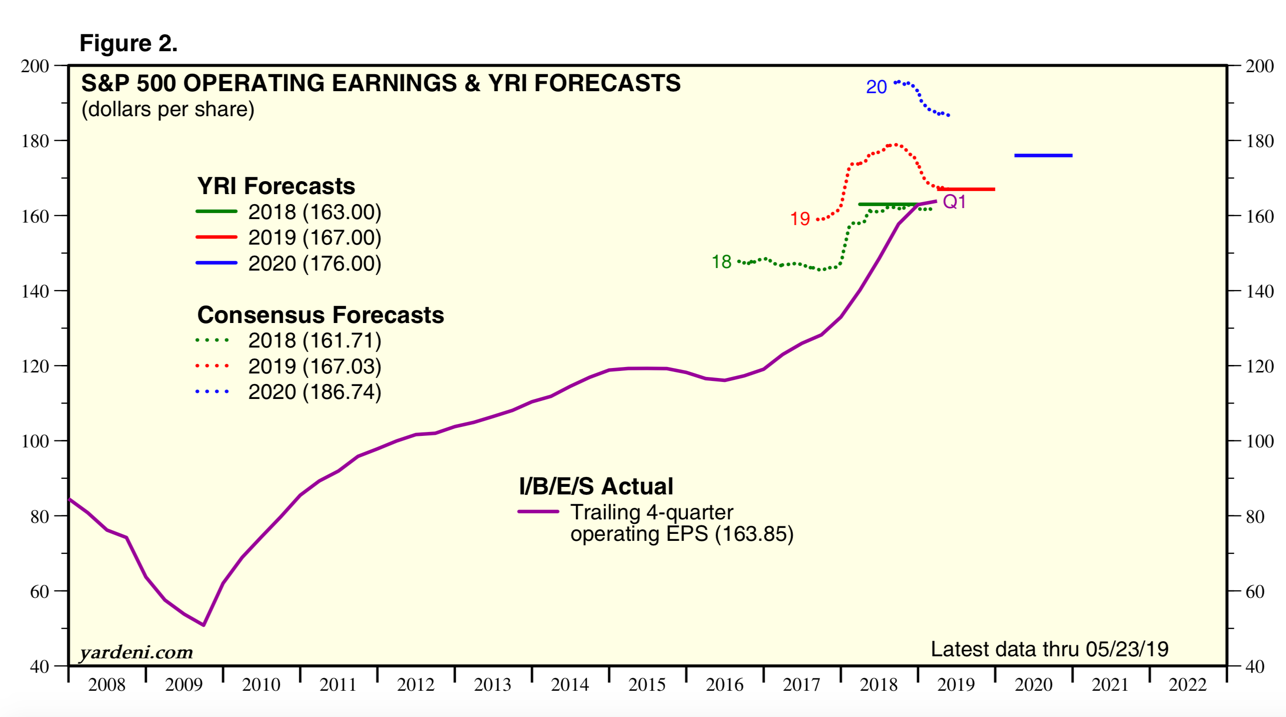 Figure 2.
S&P 500 OPERATING EARNINGS & YRI FORECASTS
(dollars per share)
200
180
160
140
120
100
80
60
40
200
180
160
140
120
100
80
60
40
YRI Forecasts
2018 (163.00)
2019 (167.00)
2020 (176.00)
Consensus Forecasts
2018 (161.71)
2019 (167.03)
2020 (186.74)
20
19
18
Q1
I/B/E/S Actual
Trailing 4-quarter
operating EPS (163.85)
yardeni.com
Latest data thru 05/23/19
2008 2009 2010 2011 2012 2013 2014 2015 2016 2017 2018 2019 2020 2021 2022